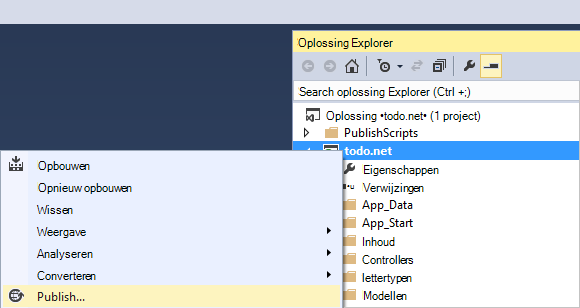 Oplossing Explorer
Search oplossing Explorer (Ctrl +;)
Oplossing •todo.net• (1 project)
PublishScripts
todo.net
Eigenschappen
Verwijzingen
App_Data
App_Start
Inhoud
Controllers
lettertypen
Modellen
Opbouwen
Opnieuw opbouwen
Wissen
Weergave
Analyseren
Converteren
Publish...